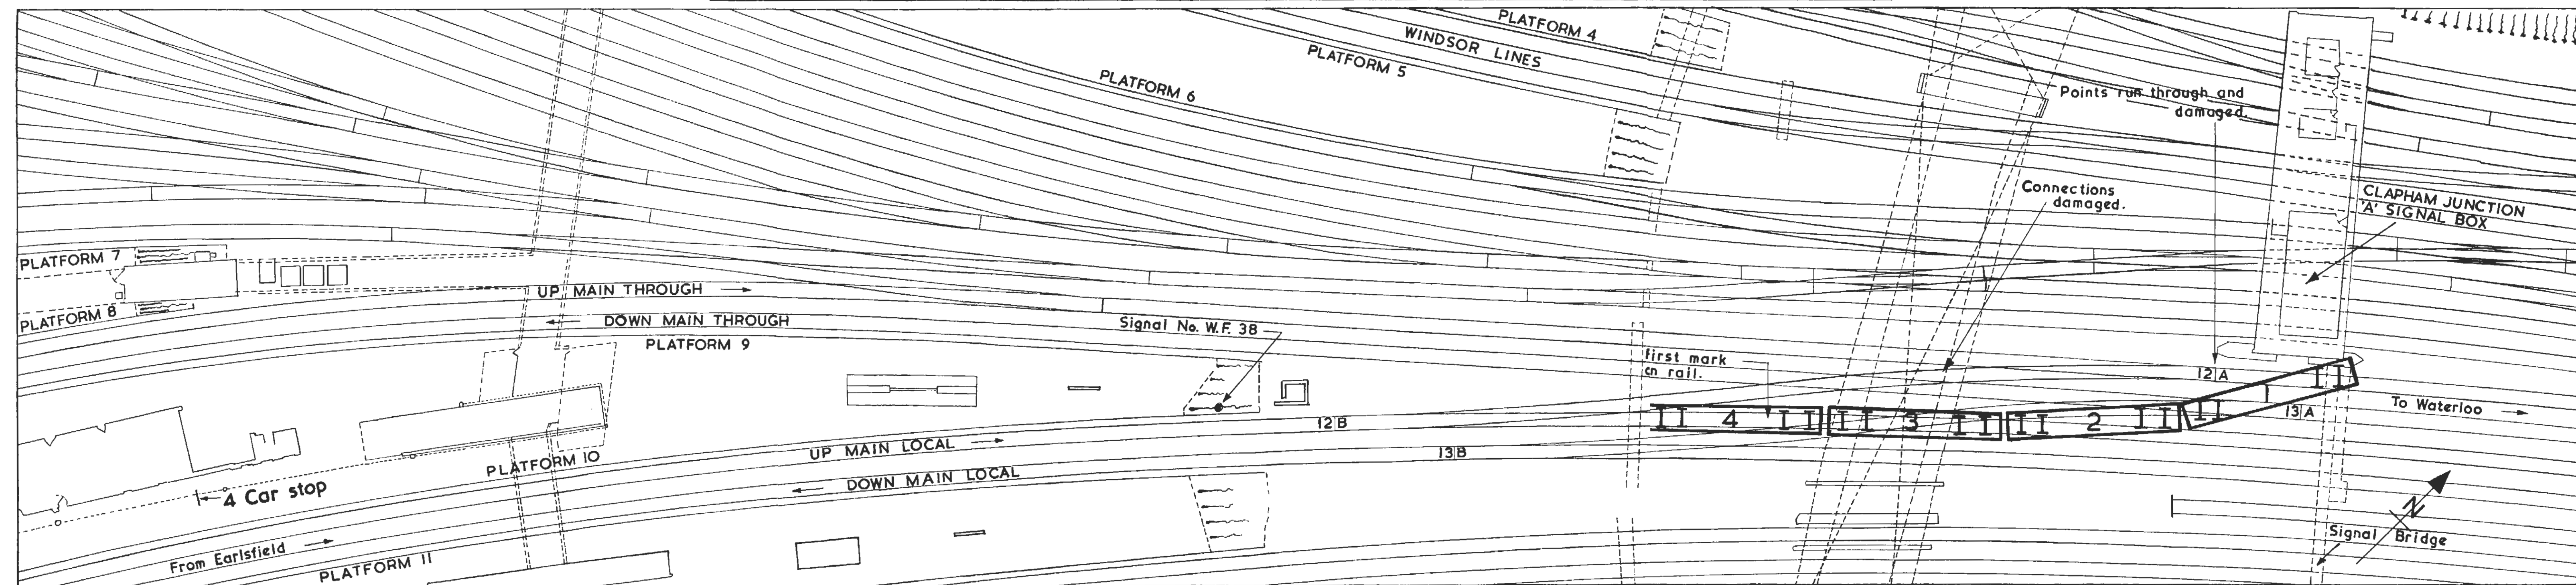 PLATFORM 4
WINDSOR LINES
PLATFORM 5
PLATFORM 6
Points run through and
damaged.
Connections
damaged.
CLAPHAM JUNCTION
'A' SIGNAL BOX
PLATFORM 7
PLATFORM 8
UP MAIN THROUGH
DOWN MAIN THROUGH
PLATFORM 9
Signal No. W.F. 38
first mark
on rail.
12 A
13 A
To Waterloo
4 3 2 1
12 B
13 B
UP MAIN LOCAL
DOWN MAIN LOCAL
PLATFORM 10
4 Car stop
From Earlsfield
PLATFORM 11
N
Signal Bridge